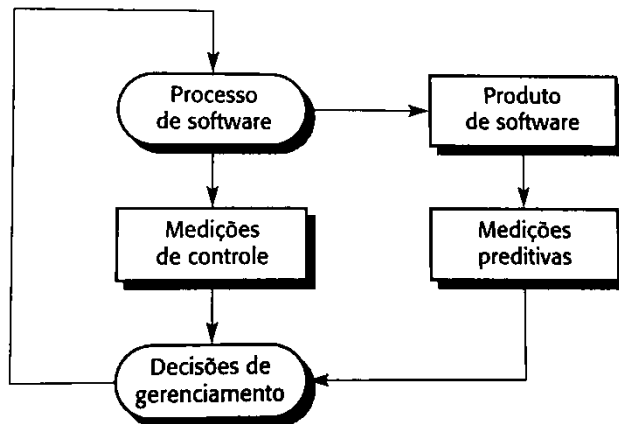 Processo
de software
Produto
de software
Medições
de controle
Medições
preditivas
Decisões de
gerenciamento